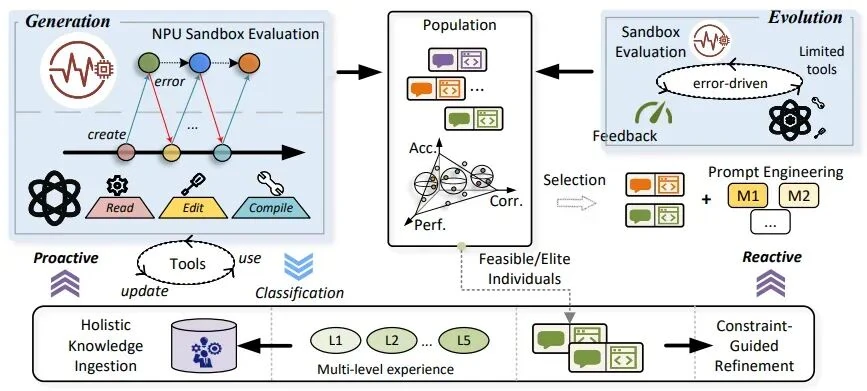 Generation
NPU Sandbox Evaluation
error
...
create
Read
Edit
Compile
Population
...
Acc.
Corr.
Perf.
Evolution
Sandbox
Evaluation
Limited
tools
error-driven
Feedback
Selection
Prompt Engineering
+
M1
M2
...
Proactive
Tools
use
update
Classification
Feasible/Elite
Individuals
Reactive
Holistic
Knowledge
Ingestion
L1
L2
...
L5
Multi-level experience
Constraint-
Guided
Refinement